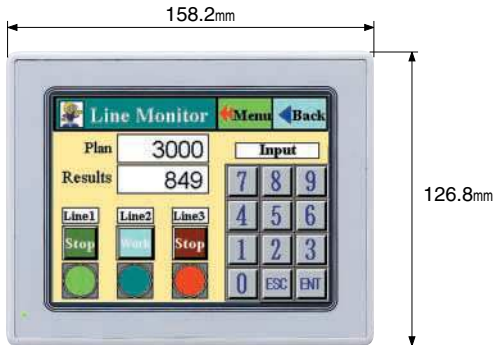 158.2mm
126.8mm
Line Monitor Menu Back
Plan 3000
Results 849
Input
7 8 9
4 5 6
1 2 3
0 ESC ENT
Line1 Line2 Line3
Stop Work Stop